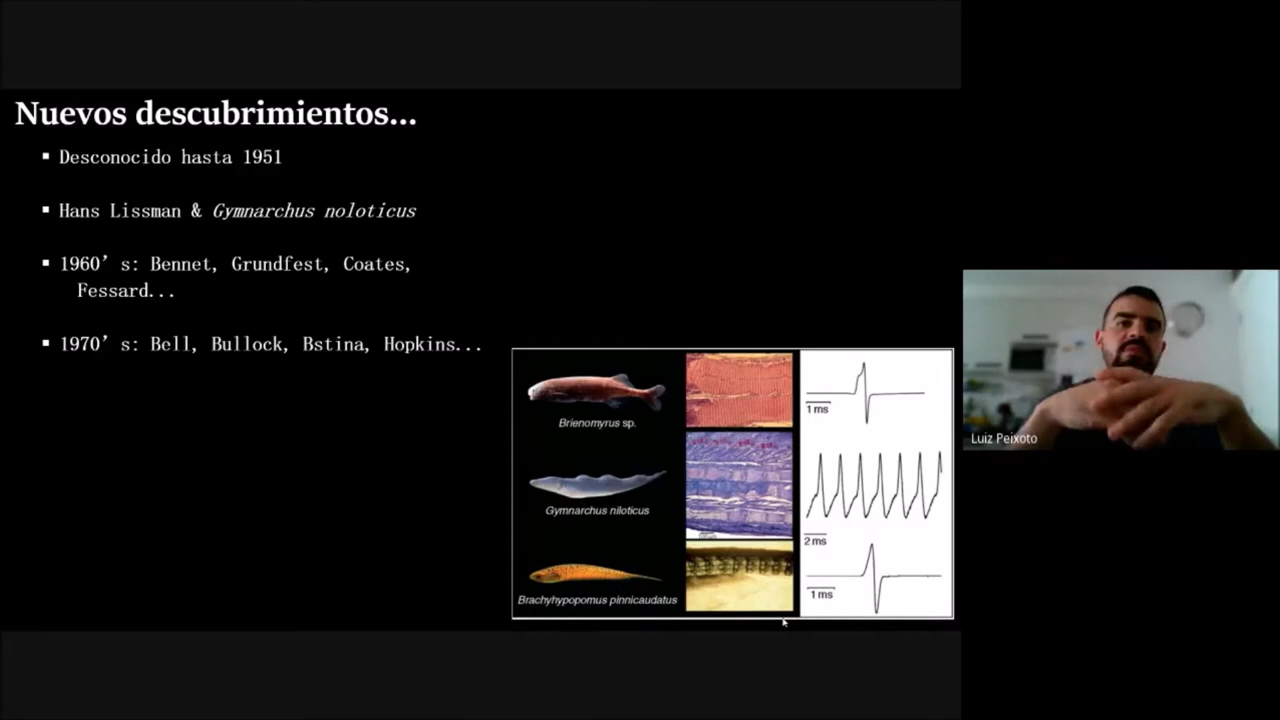 Nuevos descubrimientos...
▪ Desconocido hasta 1951
▪ Hans Lissman & Gymnarchus noloticus
▪ 1960’s: Bennet, Grundfest, Coates,
Fessard...
▪ 1970’s: Bell, Bullock, Bstina, Hopkins...
Brienomyrus sp.
1 ms
Gymnarchus niloticus
2 ms
Brachyhypopomus pinnicaudatus
1 ms
Luiz Peixoto